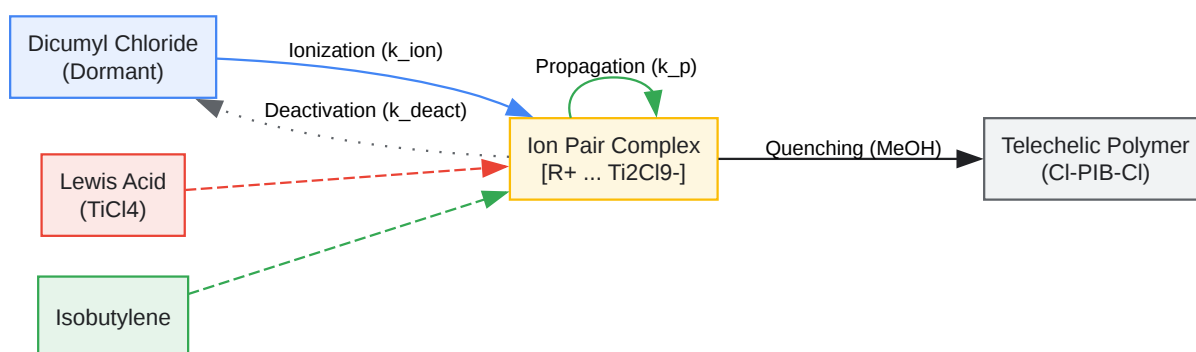 Dicumyl Chloride
(Dormant)
Ionization (k_ion)
Propagation (k_p)
Deactivation (k_deact)
Ion Pair Complex
[R+ ... Ti2Cl9-]
Quenching (MeOH)
Telechelic Polymer
(Cl-PIB-Cl)
Lewis Acid
(TiCl4)
Isobutylene